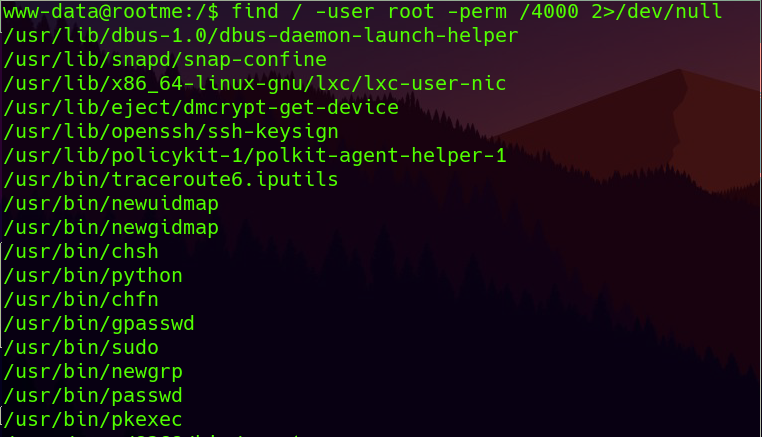 www-data@rootme:/$ find / -user root -perm /4000 2>/dev/null
/usr/lib/dbus-1.0/dbus-daemon-launch-helper
/usr/lib/snapd/snap-confine
/usr/lib/x86_64-linux-gnu/lxc/lxc-user-nic
/usr/lib/eject/dmcrypt-get-device
/usr/lib/openssh/ssh-keysign
/usr/lib/policykit-1/polkit-agent-helper-1
/usr/bin/traceroute6.iputils
/usr/bin/newuidmap
/usr/bin/newgidmap
/usr/bin/chsh
/usr/bin/python
/usr/bin/chfn
/usr/bin/gpasswd
/usr/bin/sudo
/usr/bin/newgrp
/usr/bin/passwd
/usr/bin/pkexec